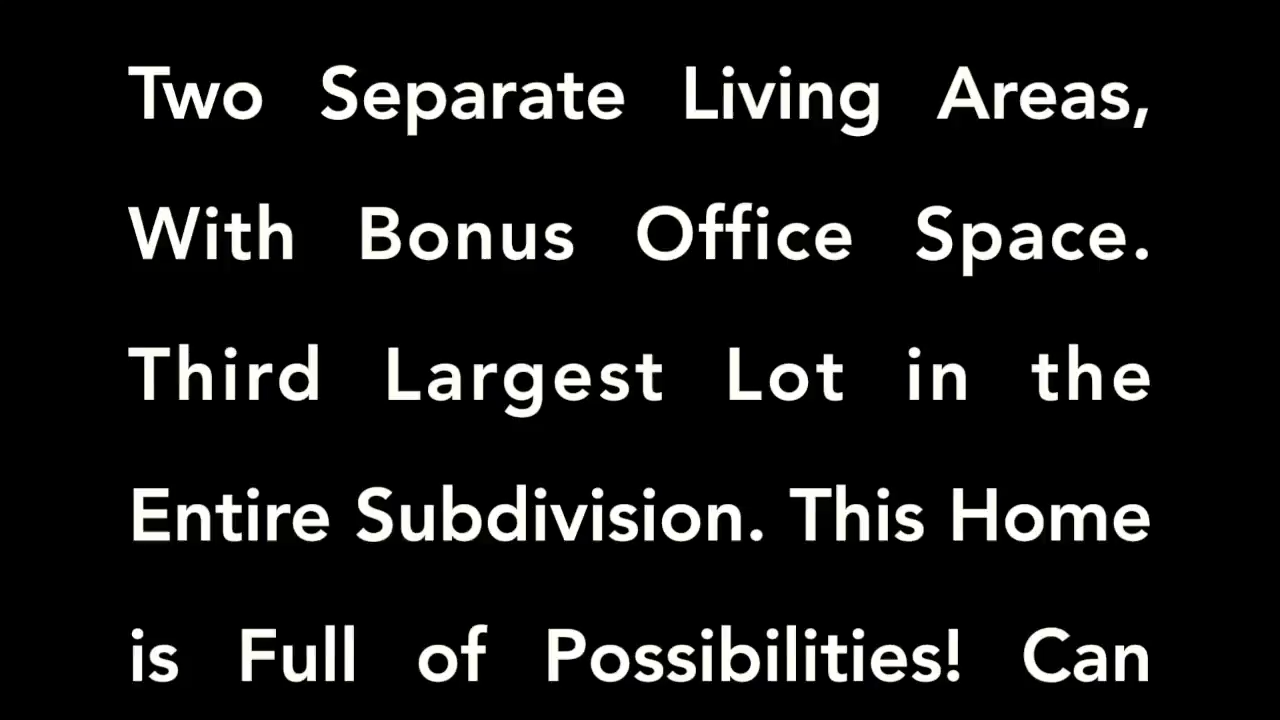 Two Separate Living Areas,
With Bonus Office Space.
Third Largest Lot in the
Entire Subdivision. This Home
is Full of Possibilities! Can